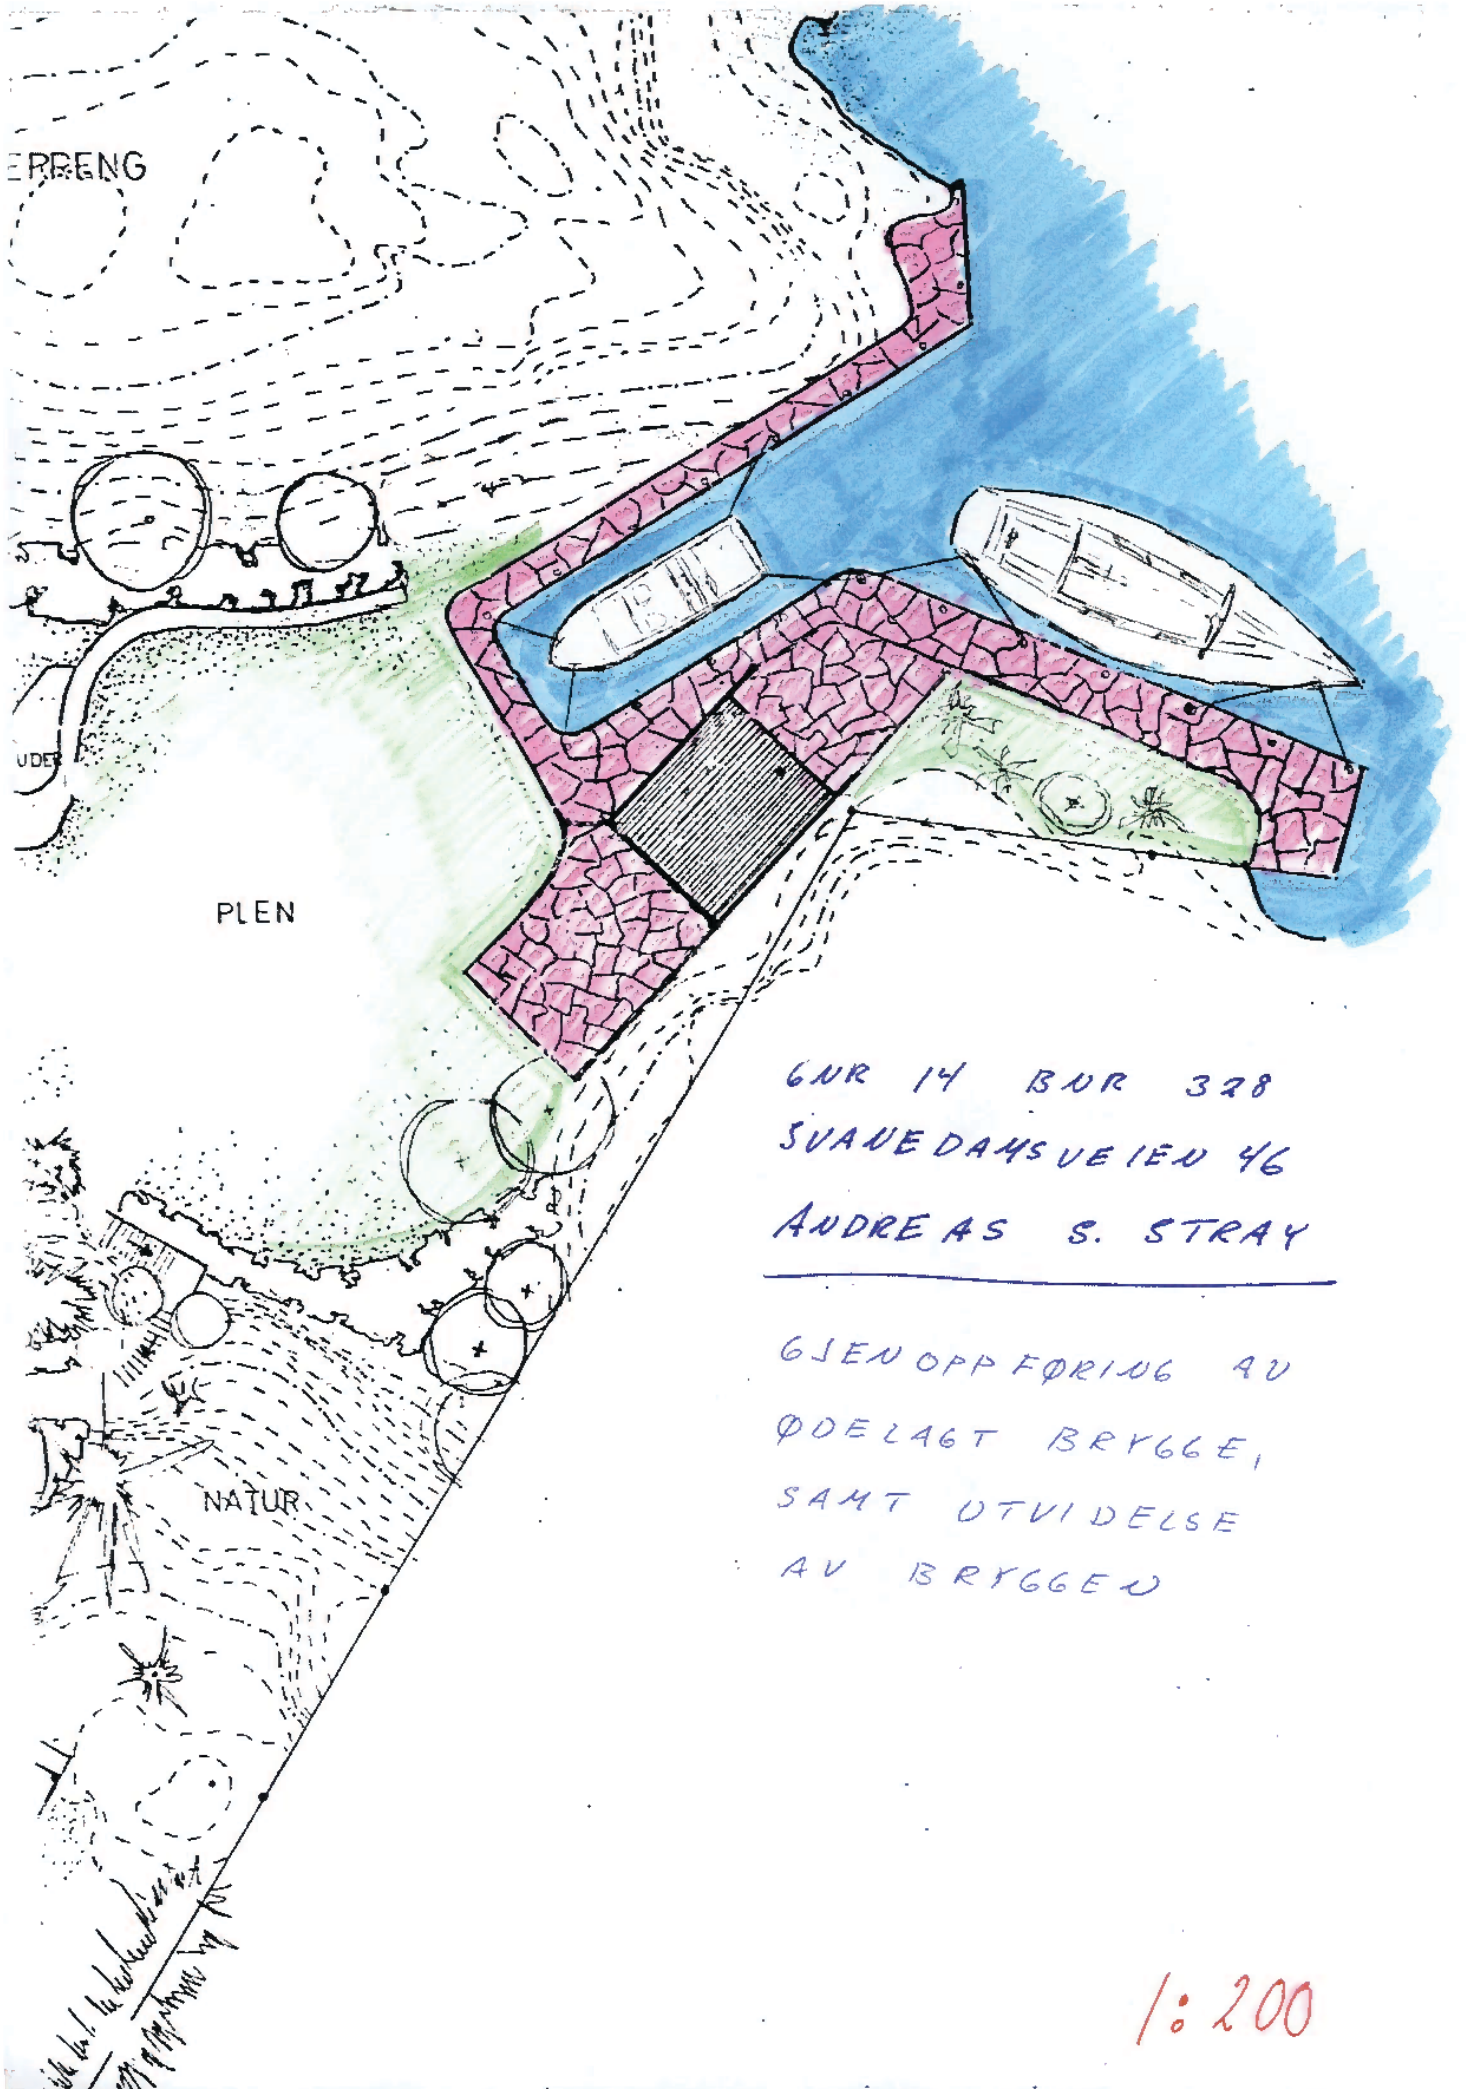 ERRENG
UDE
PLEN
GNR 14 BNR 328
SVANEDAMSVEIEN 46
ANDREAS S. STRAY
GJENOPPFØRING AV
ØDELAGT BRYGGE,
SAMT UTVIDELSE
AV BRYGGEN
NATUR
1:200